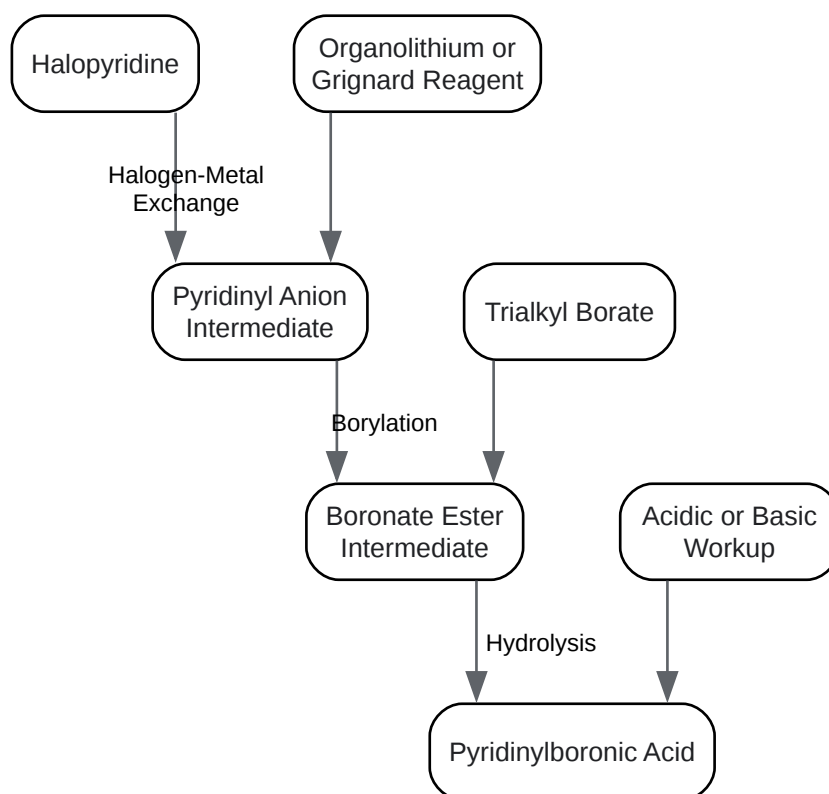 Halopyridine
Organolithium or
Grignard Reagent
Halogen-Metal
Exchange
Pyridinyl Anion
Intermediate
Trialkyl Borate
Borylation
Boronate Ester
Intermediate
Acidic or Basic
Workup
Hydrolysis
Pyridinylboronic Acid